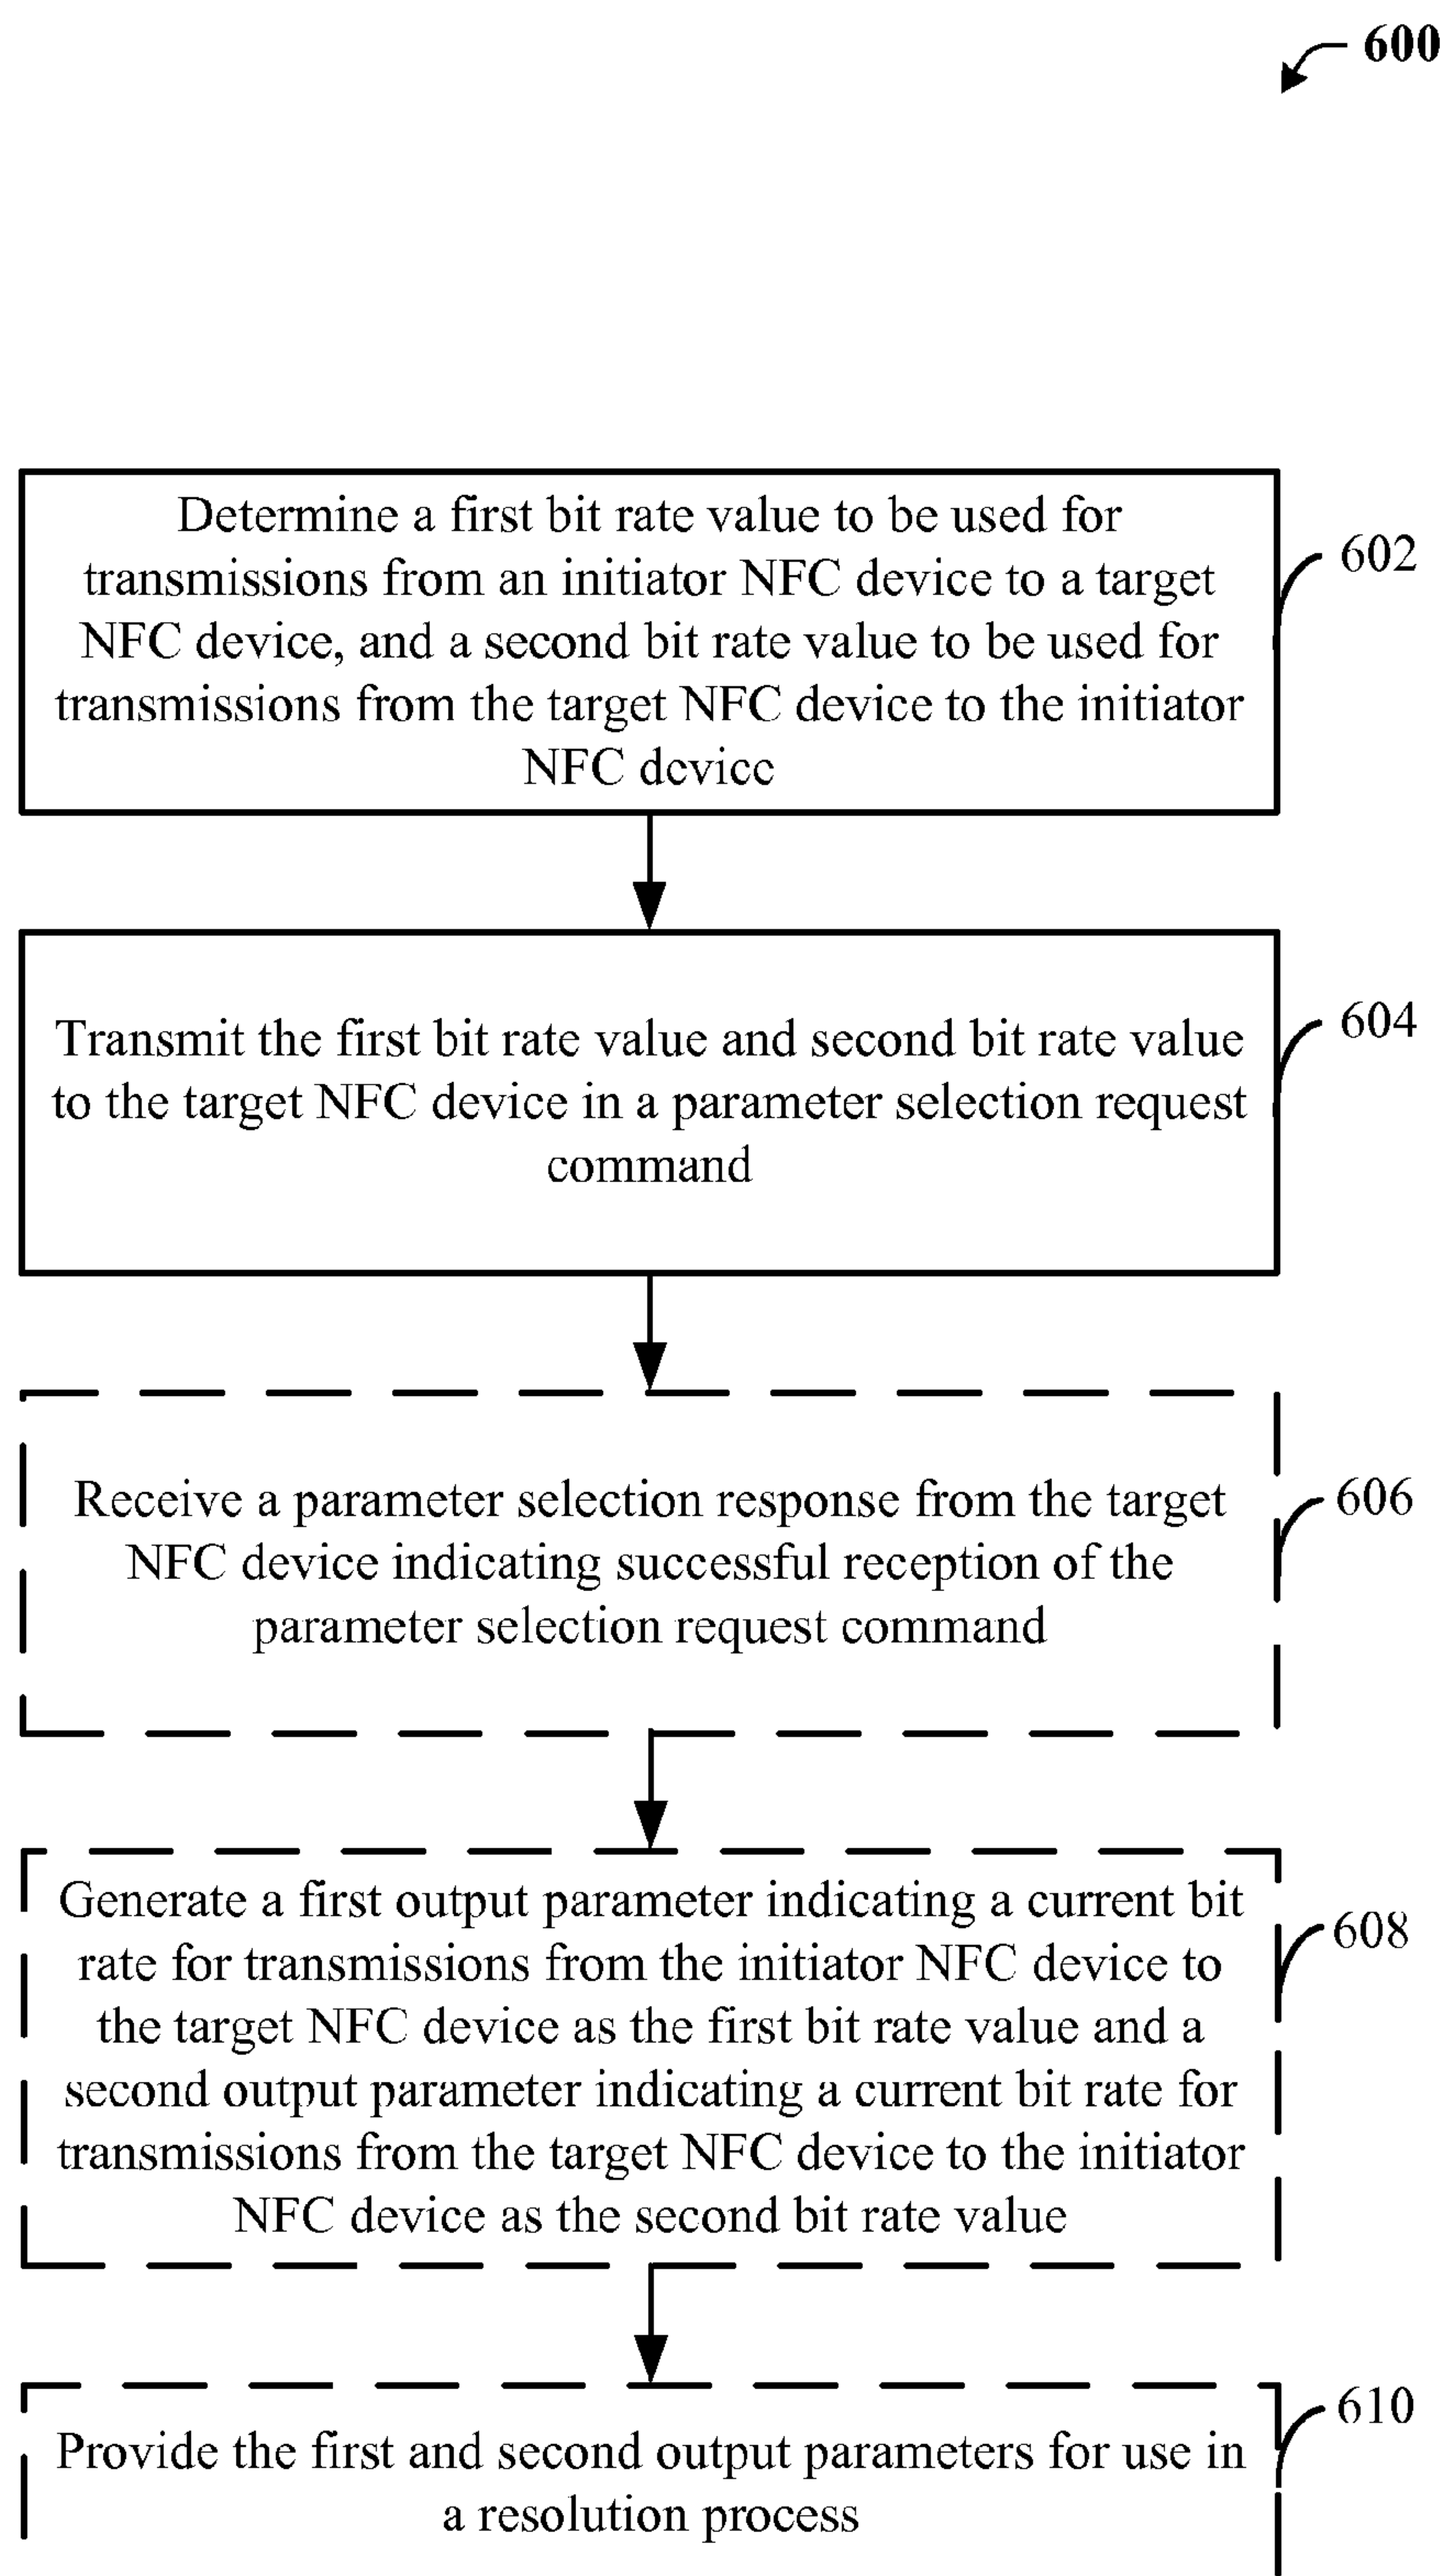 600
Determine a first bit rate value to be used for
transmissions from an initiator NFC device to a target
NFC device, and a second bit rate value to be used for
transmissions from the target NFC device to the initiator
NFC device
602
Transmit the first bit rate value and second bit rate value
to the target NFC device in a parameter selection request
command
604
Receive a parameter selection response from the target
NFC device indicating successful reception of the
parameter selection request command
606
Generate a first output parameter indicating a current bit
rate for transmissions from the initiator NFC device to
the target NFC device as the first bit rate value and a
second output parameter indicating a current bit rate for
transmissions from the target NFC device to the initiator
NFC device as the second bit rate value
608
Provide the first and second output parameters for use in
a resolution process
610